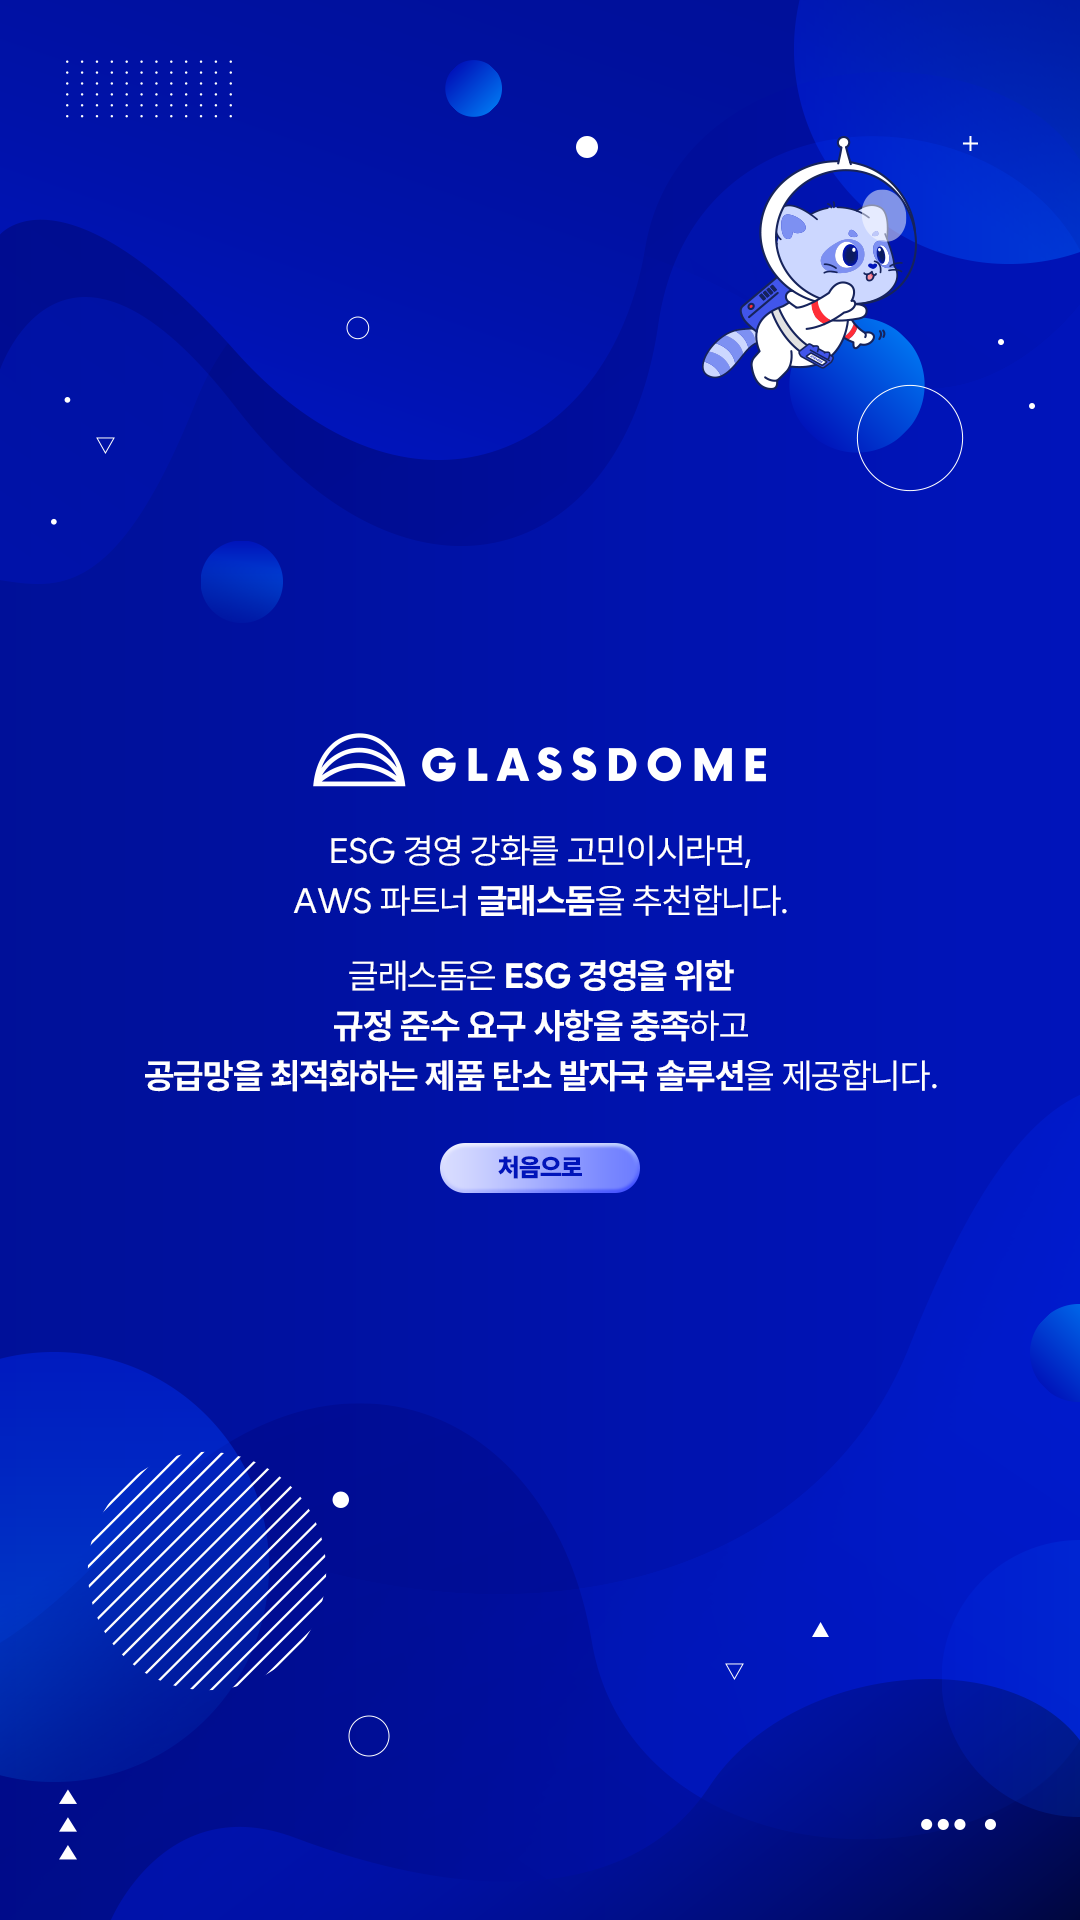 GLASSDOME
ESG 경영 강화를 고민이시라면,
AWS 파트너 글래스돔을 추천합니다.
글래스돔은 ESG 경영을 위한
규정 준수 요구 사항을 충족하고
공급망을 최적화하는 제품 탄소 발자국 솔루션을 제공합니다.
처음으로